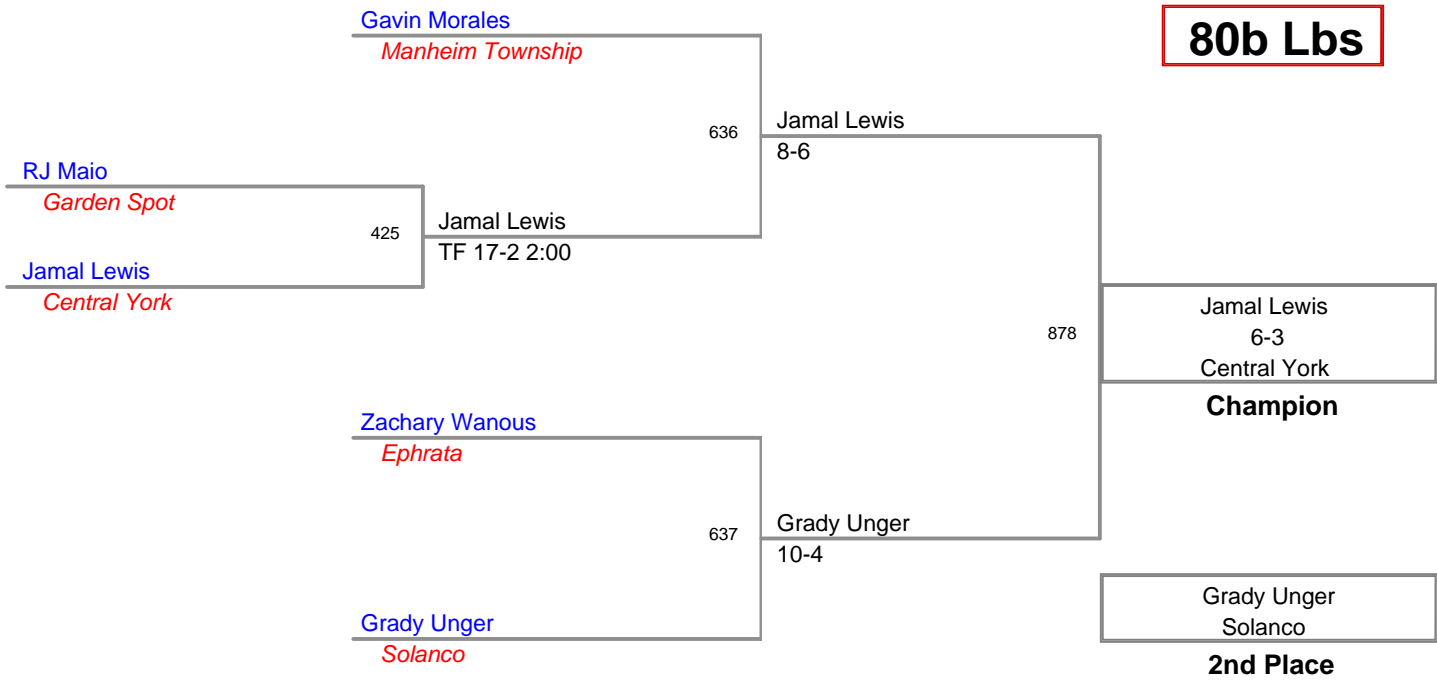 Gavin Morales
Manheim Township
80b Lbs
636
Jamal Lewis
8-6
RJ Maio
Garden Spot
425
Jamal Lewis
TF 17-2 2:00
Jamal Lewis
Central York
878
Jamal Lewis
6-3
Central York
Champion
Zachary Wanous
Ephrata
637
Grady Unger
10-4
Grady Unger
Solanco
Grady Unger
Solanco
2nd Place